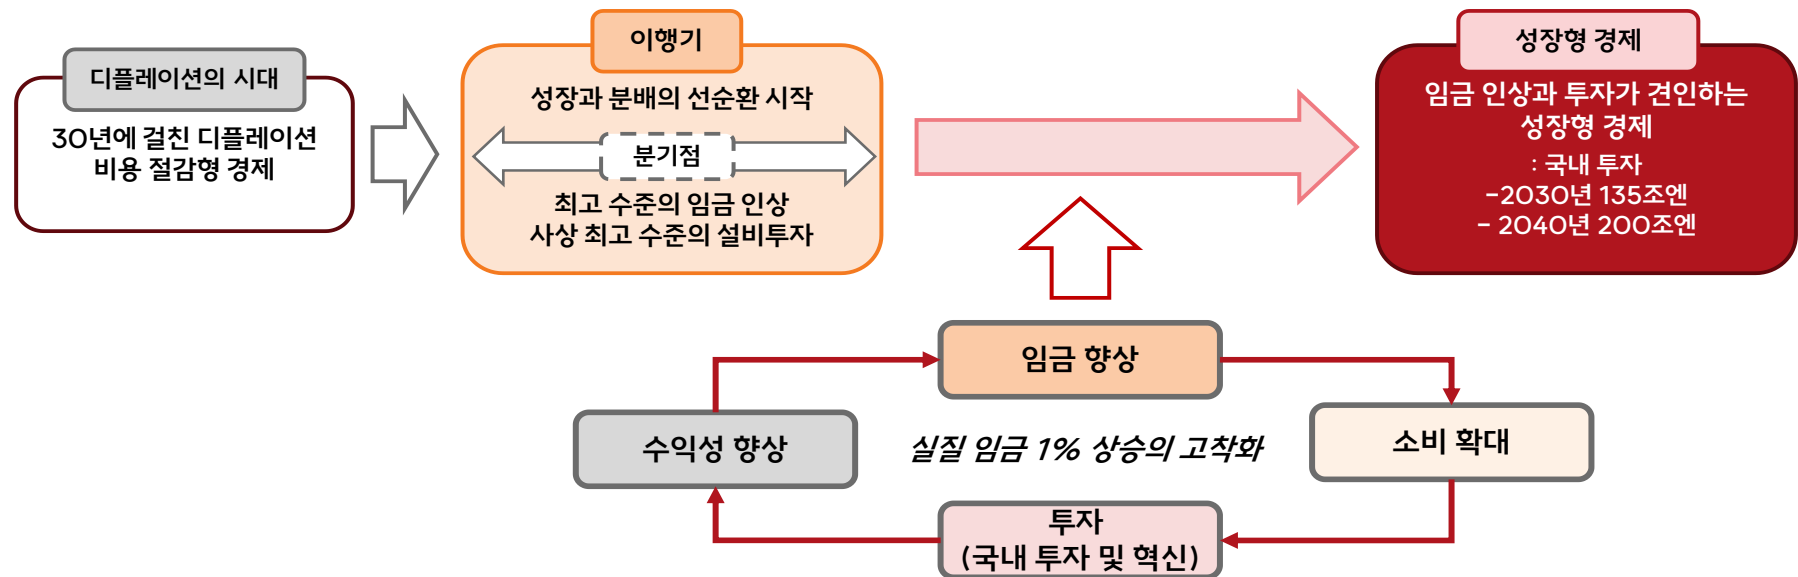 디플레이션의 시대
30년에 걸친 디플레이션
비용 절감형 경제
이행기
성장과 분배의 선순환 시작
분기점
최고 수준의 임금 인상
사상 최고 수준의 설비투자
성장형 경제
임금 인상과 투자가 견인하는
성장형 경제
: 국내 투자
-2030년 135조엔
- 2040년 200조엔
임금 향상
수익성 향상
실질 임금 1% 상승의 고착화
소비 확대
투자
(국내 투자 및 혁신)